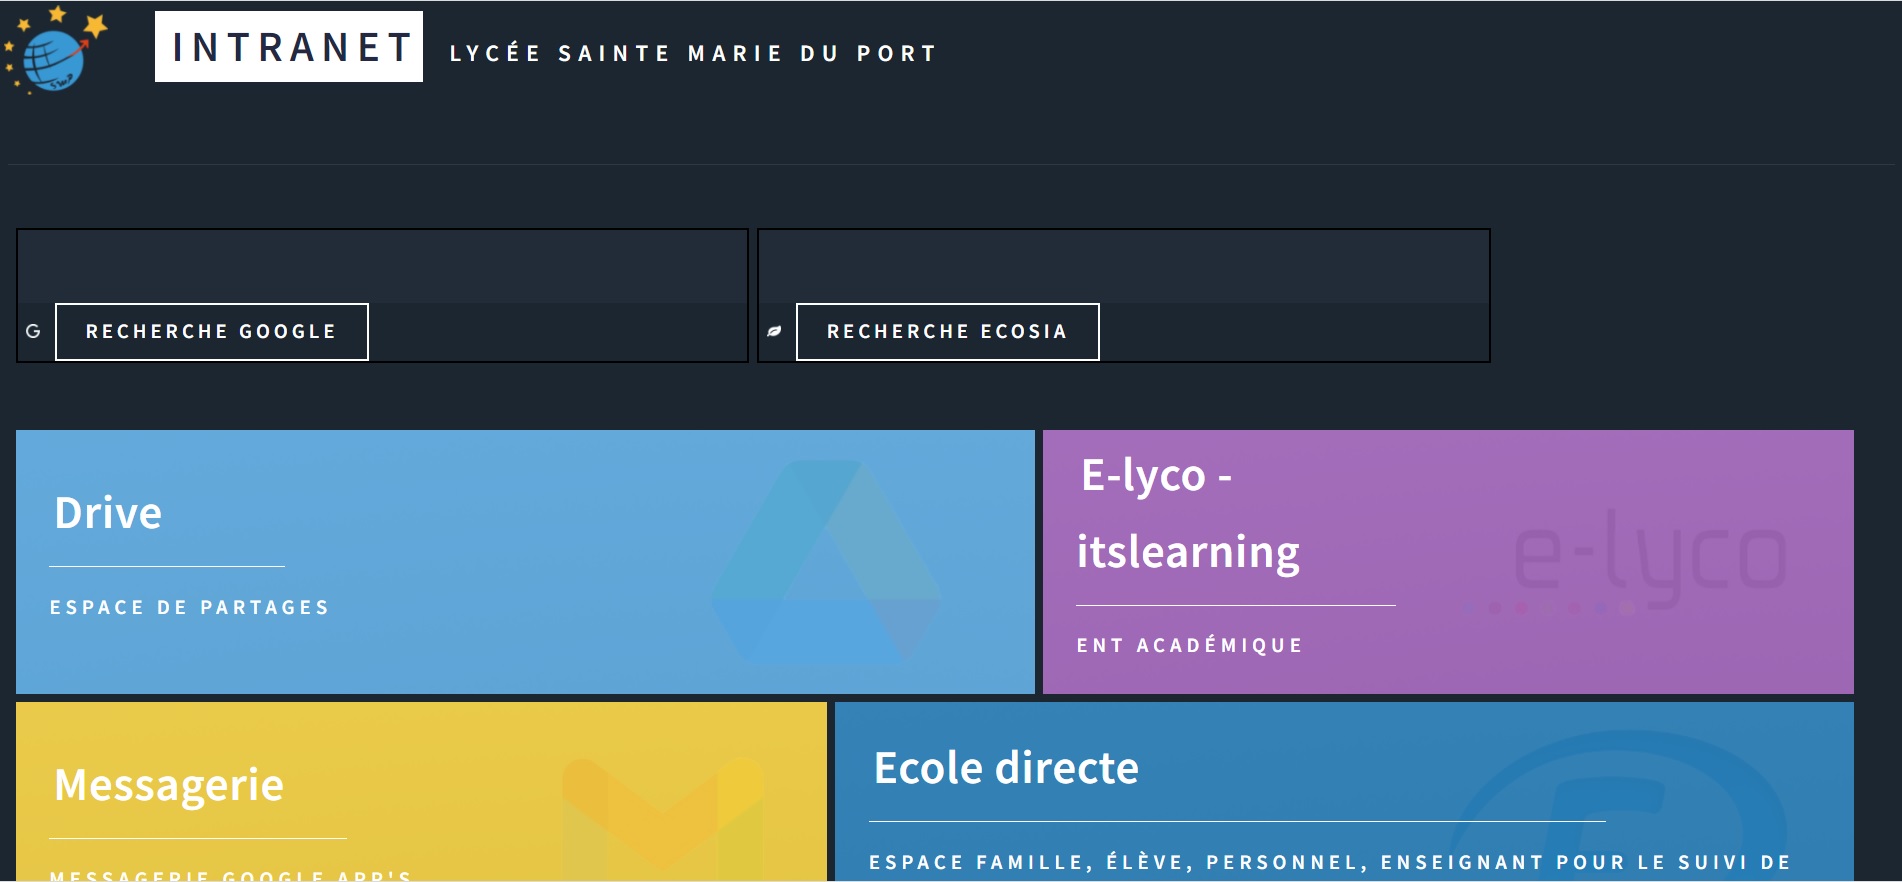 INTRANET LYCÉE SAINTE MARIE DU PORT
RECHERCHE GOOGLE
RECHERCHE ECOSIA
Drive
ESPACE DE PARTAGES
E-lyco -
itslearning
ENT ACADÉMIQUE
e-lyco
Messagerie
MESSAGERIE GOOGLE APP'S
Ecole directe
ESPACE FAMILLE, ÉLÈVE, PERSONNEL, ENSEIGNANT POUR LE SUIVI DE